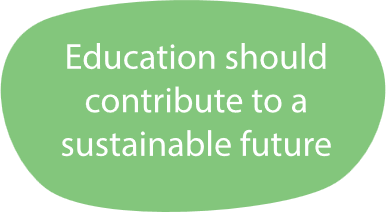 Education should
contribute to a
sustainable future